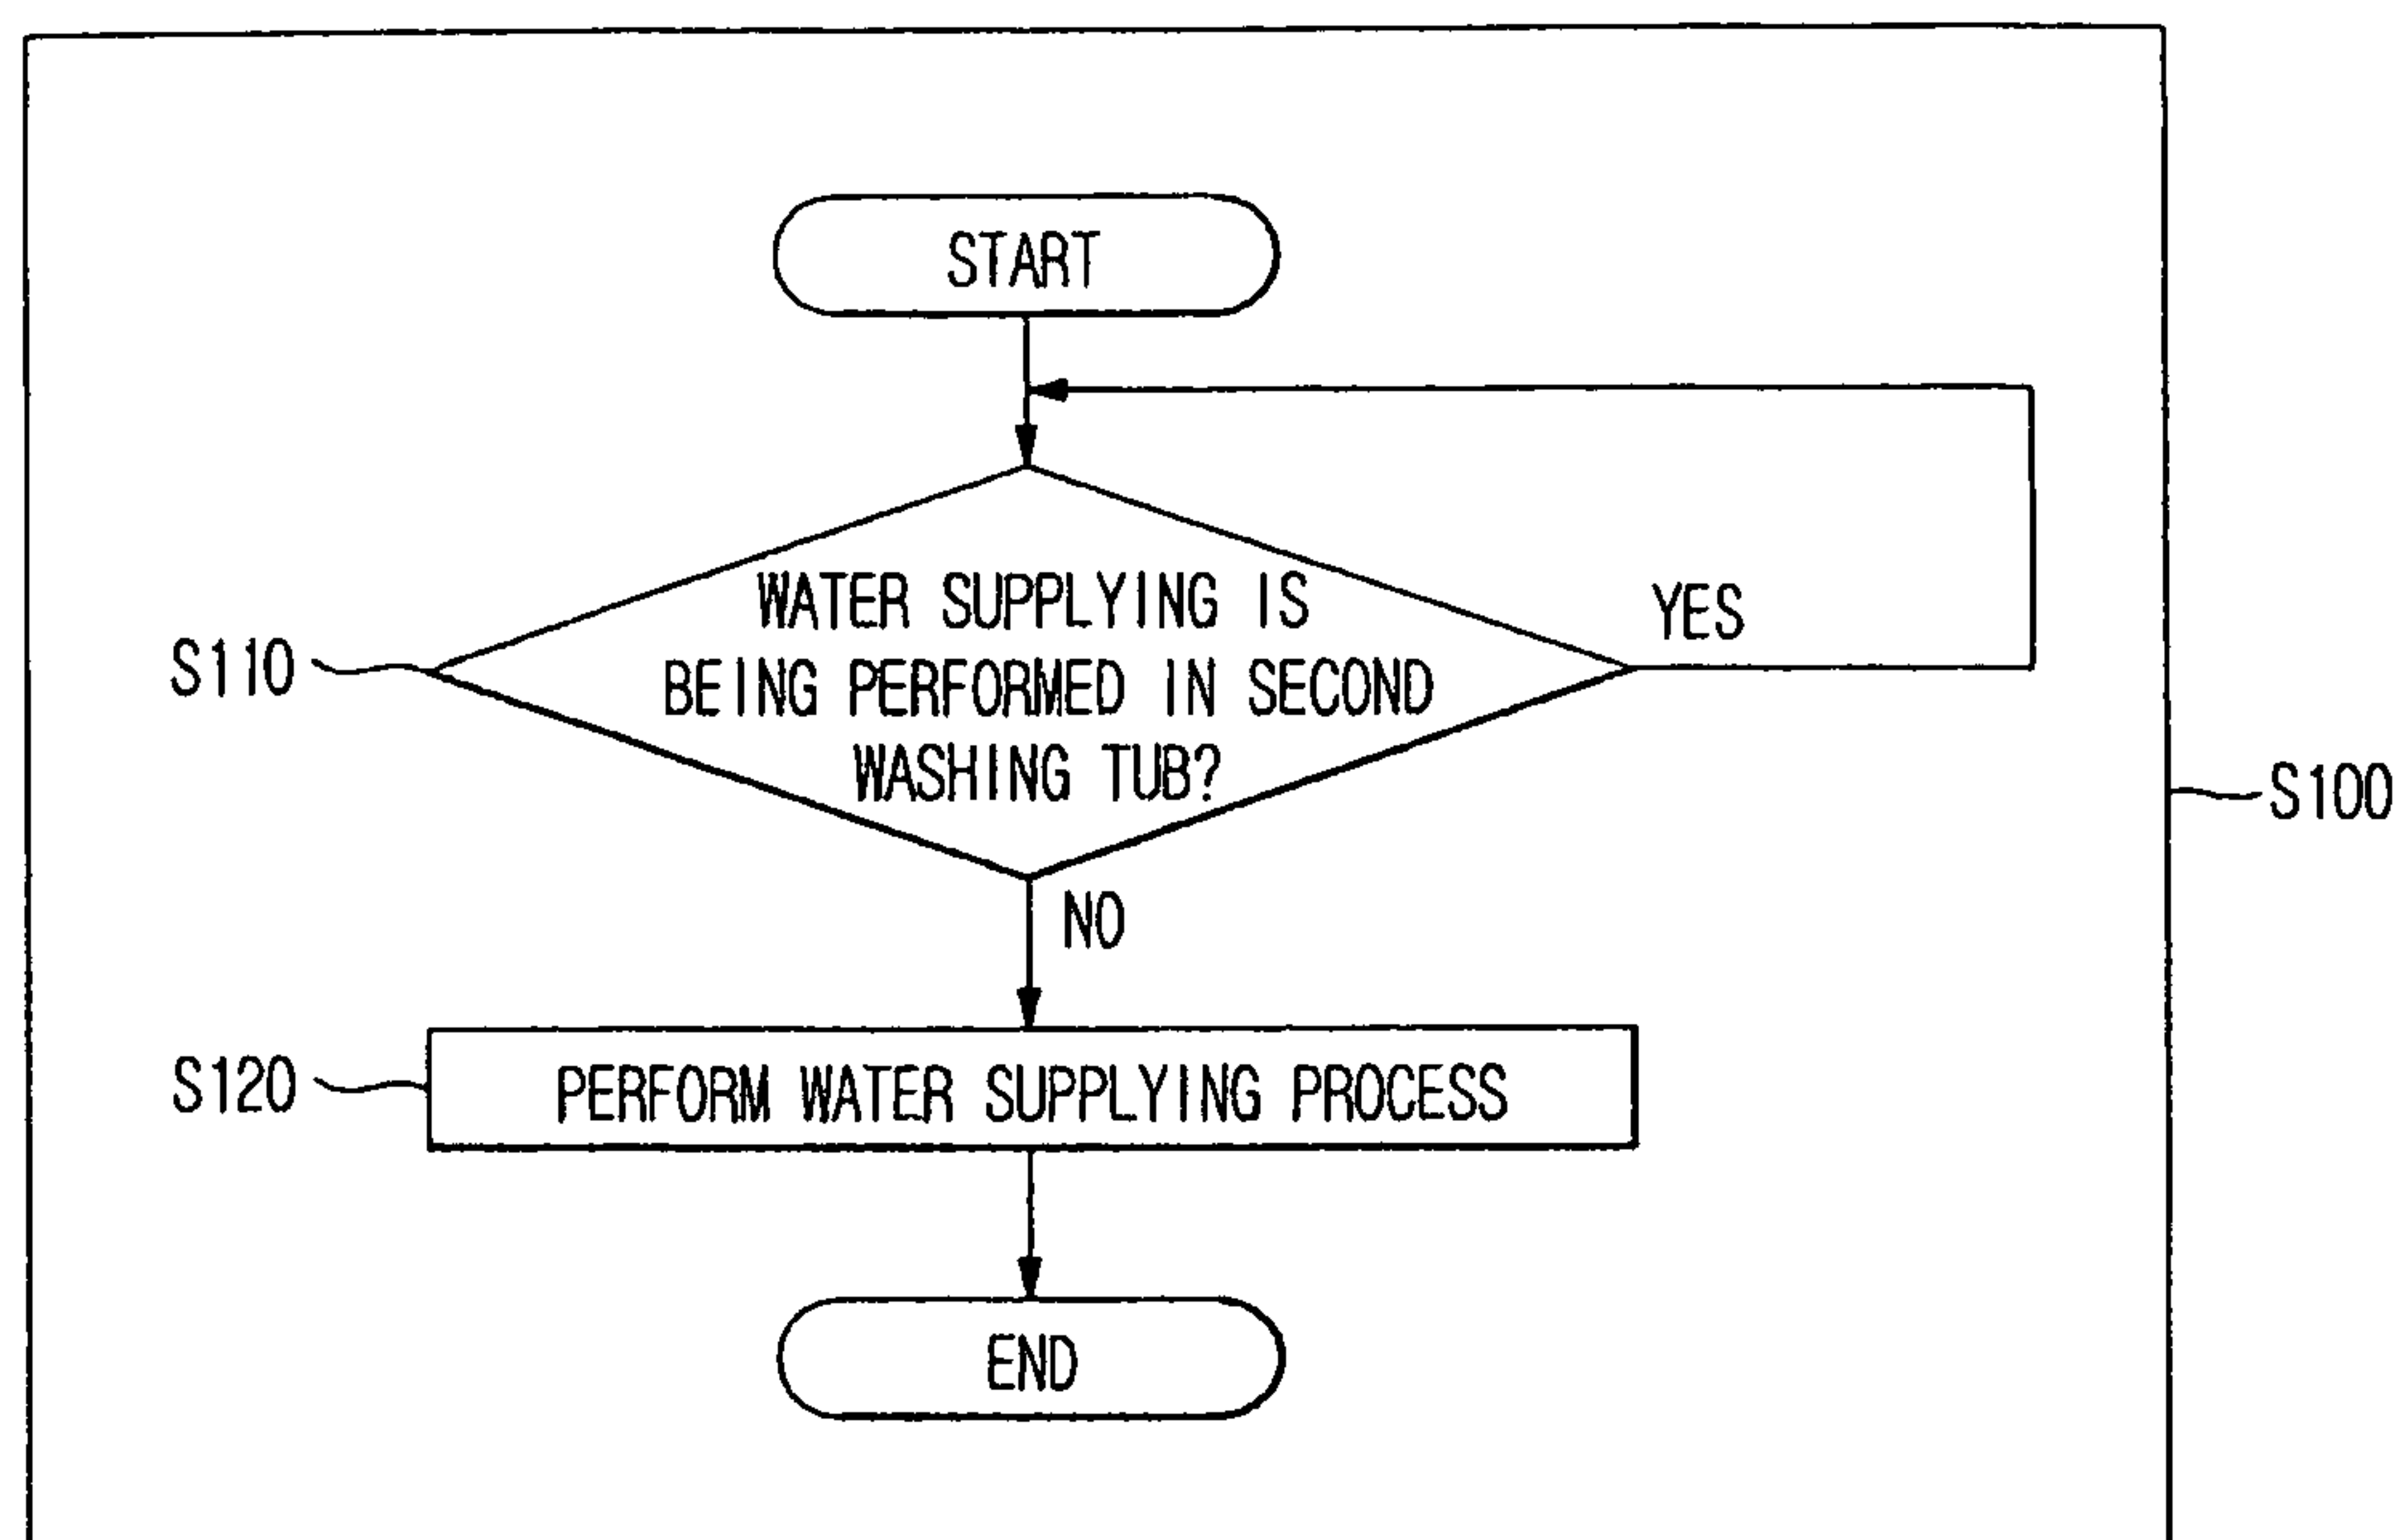 START
WATER SUPPLYING IS
BEING PERFORMED IN SECOND
WASHING TUB?
YES
S110
S100
NO
S120
PERFORM WATER SUPPLYING PROCESS
END